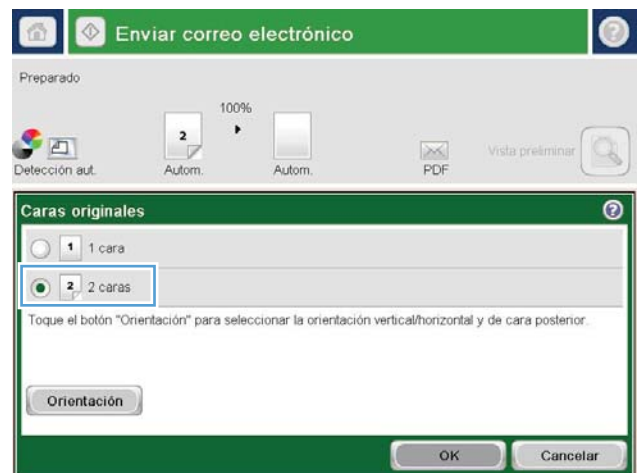 Enviar correo electrónico
Preparado
100%
2
Detección aut.
Autom.
Autom.
PDF
Vista preliminar
Caras originales
1 1 cara
2 2 caras
Toque el botón "Orientación" para seleccionar la orientación vertical/horizontal y de cara posterior.
Orientación
OK
Cancelar